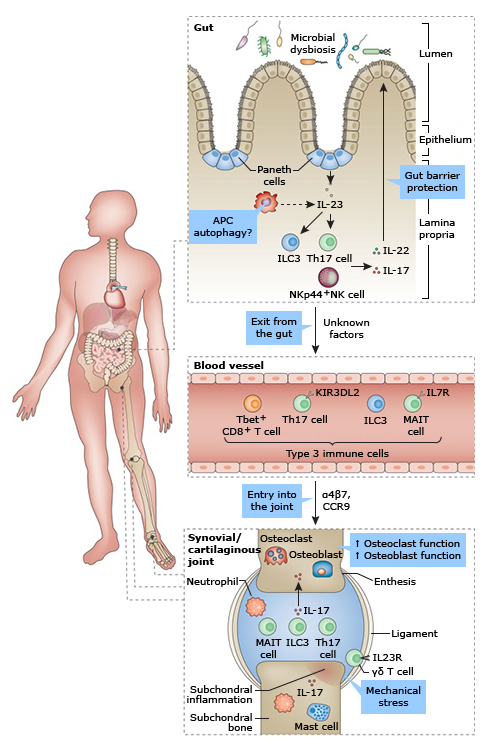 Gut
Microbial
dysbiosis
Lumen
Epithelium
Paneth
cells
Gut barrier
protection
IL-23
APC
autophagy?
Lamina
propria
ILC3
Th17 cell
IL-22
IL-17
NKp44+NK cell
Exit from
the gut
Unknown
factors
Blood vessel
KIR3DL2
IL7R
Tbet+
CD8+ T cell
Th17 cell
ILC3
MAIT
cell
Type 3 immune cells
Entry into
the joint
α4β7,
CCR9
Synovial/
cartilaginous
joint
Osteoclast
Osteoblast
↑ Osteoclast function
↑ Osteoblast function
Neutrophil
Enthesis
IL-17
MAIT
cell
ILC3
Th17
cell
Ligament
IL23R
γδ T cell
Subchondral
inflammation
IL-17
Mechanical
stress
Subchondral
bone
Mast cell